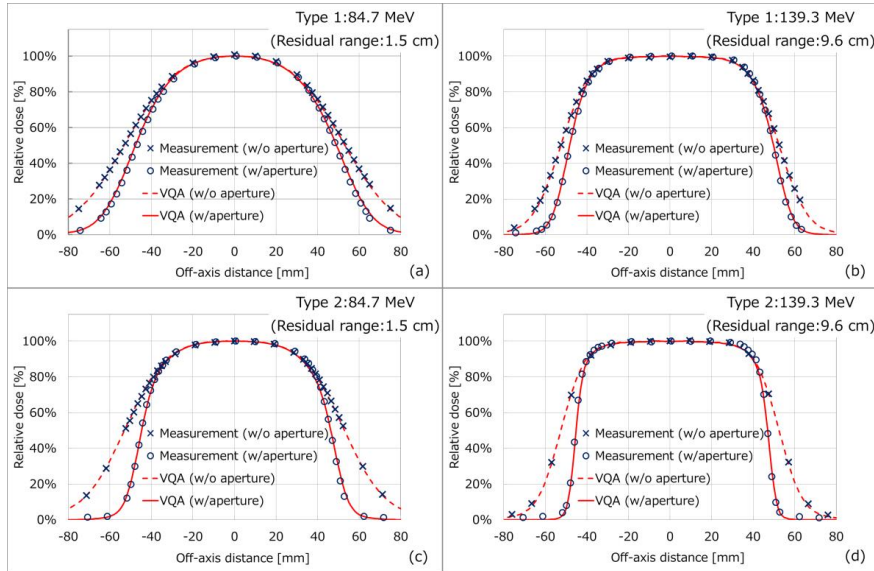 Type 1:84.7 MeV
(Residual range:1.5 cm)
Relative dose [%]
100%
80%
60%
40%
20%
0%
× Measurement (w/o aperture)
○ Measurement (w/aperture)
VQA (w/o aperture)
VQA (w/aperture)
-80 -60 -40 -20 0 20 40 60 80
Off-axis distance [mm]
(a)
Type 1:139.3 MeV
(Residual range:9.6 cm)
Relative dose [%]
100%
80%
60%
40%
20%
0%
× Measurement (w/o aperture)
○ Measurement (w/aperture)
VQA (w/o aperture)
VQA (w/aperture)
-80 -60 -40 -20 0 20 40 60 80
Off-axis distance [mm]
(b)
Type 2:84.7 MeV
(Residual range:1.5 cm)
Relative dose [%]
100%
80%
60%
40%
20%
0%
× Measurement (w/o aperture)
○ Measurement (w/aperture)
VQA (w/o aperture)
VQA (w/aperture)
-80 -60 -40 -20 0 20 40 60 80
Off-axis distance [mm]
(c)
Type 2:139.3 MeV
(Residual range:9.6 cm)
Relative dose [%]
100%
80%
60%
40%
20%
0%
× Measurement (w/o aperture)
○ Measurement (w/aperture)
VQA (w/o aperture)
VQA (w/aperture)
-80 -60 -40 -20 0 20 40 60 80
Off-axis distance [mm]
(d)